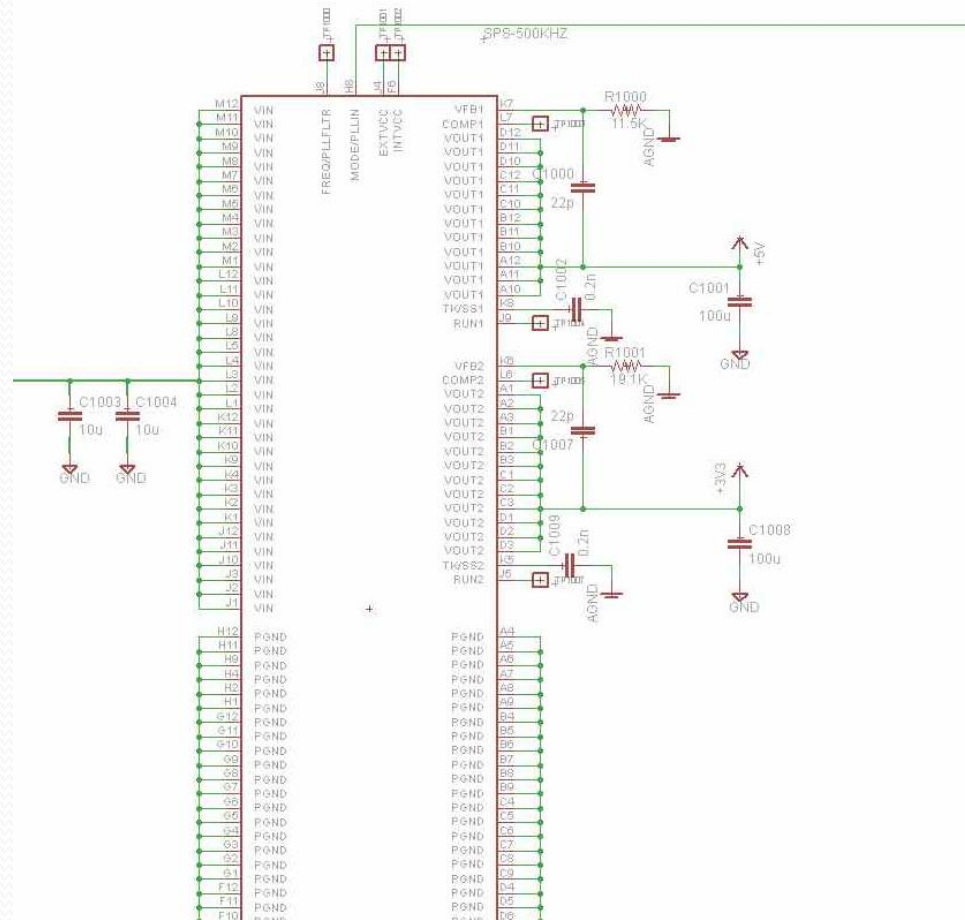 TP1000
TP1001
TP1002
SPS-500KHZ
J8
H8
J4
F6
FREQ/PLLFLTR
MODE/PLLIN
EXTVCC
INTVCC
M12 VIN
M11 VIN
M10 VIN
M9 VIN
M8 VIN
M7 VIN
M6 VIN
M5 VIN
M4 VIN
M3 VIN
M2 VIN
M1 VIN
L12 VIN
L11 VIN
L10 VIN
L9 VIN
L8 VIN
L5 VIN
L4 VIN
L3 VIN
L2 VIN
L1 VIN
K12 VIN
K11 VIN
K10 VIN
K9 VIN
K4 VIN
K3 VIN
K2 VIN
K1 VIN
J12 VIN
J11 VIN
J10 VIN
J3 VIN
J2 VIN
J1 VIN
H12 PGND
H11 PGND
H9 PGND
H4 PGND
H2 PGND
H1 PGND
G12 PGND
G11 PGND
G10 PGND
G9 PGND
G8 PGND
G7 PGND
G6 PGND
G5 PGND
G4 PGND
G3 PGND
G2 PGND
G1 PGND
F12 PGND
F11 PGND
F10
C1003
10u
GND
C1004
10u
GND
VFB1 K7
COMP1 L7
VOUT1 D12
VOUT1 D11
VOUT1 D10
VOUT1 C12
VOUT1 C11
VOUT1 C10
VOUT1 B12
VOUT1 B11
VOUT1 B10
VOUT1 A12
VOUT1 A11
VOUT1 A10
TK/SS1 K8
RUN1 J9
VFB2 K6
COMP2 L6
VOUT2 A1
VOUT2 A2
VOUT2 A3
VOUT2 B1
VOUT2 B2
VOUT2 B3
VOUT2 C1
VOUT2 C2
VOUT2 C3
VOUT2 D1
VOUT2 D2
VOUT2 D3
TK/SS2 K5
RUN2 J5
PGND A4
PGND A5
PGND A6
PGND A7
PGND A8
PGND A9
PGND B4
PGND B5
PGND B6
PGND B7
PGND B8
PGND B9
PGND C4
PGND C5
PGND C6
PGND C7
PGND C8
PGND C9
PGND D4
PGND D5
D6
R1000
11.5K
AGND
C1000
22p
+5V
C1001
100u
GND
C1002
0.2n
AGND
R1001
19.1K
AGND
22p
C1007
+3V3
C1008
100u
GND
C1009
0.2n
AGND